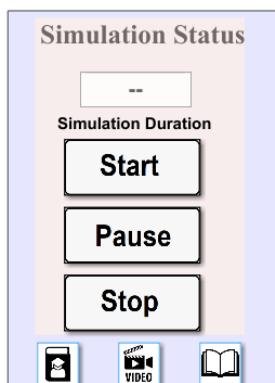 Simulation Status
--
Simulation Duration
Start
Pause
Stop
VIDEO